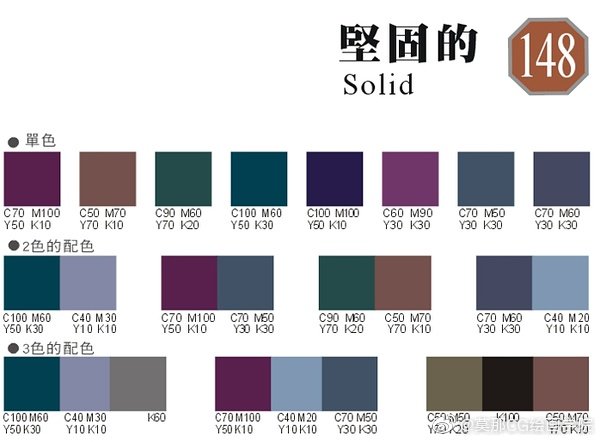 堅固的
148
Solid
單色
C70 M100 C50 M70 C90 M60 C100 M60 C100 M100 C60 M90 C70 M50 C70 M60
Y50 K10 Y70 K10 Y70 K20 Y50 K30 Y50 K10 Y30 K30 Y30 K30 Y30 K30
2色的配色
C100 M60 C40 M30 C70 M100 C70 M50 C90 M60 C50 M70 C70 M60 C40 M20
Y50 K30 Y10 K10 Y50 K10 Y30 K30 Y70 K20 Y70 K10 Y30 K30 Y10 K10
3色的配色
C100 M60 C40 M30 K60 C70 M100 C40 M20 C70 M50 C50 M50 K100 C50 M70
Y50 K30 Y10 K10 Y50 K10 Y10 K10 Y30 K30 Y70 K10